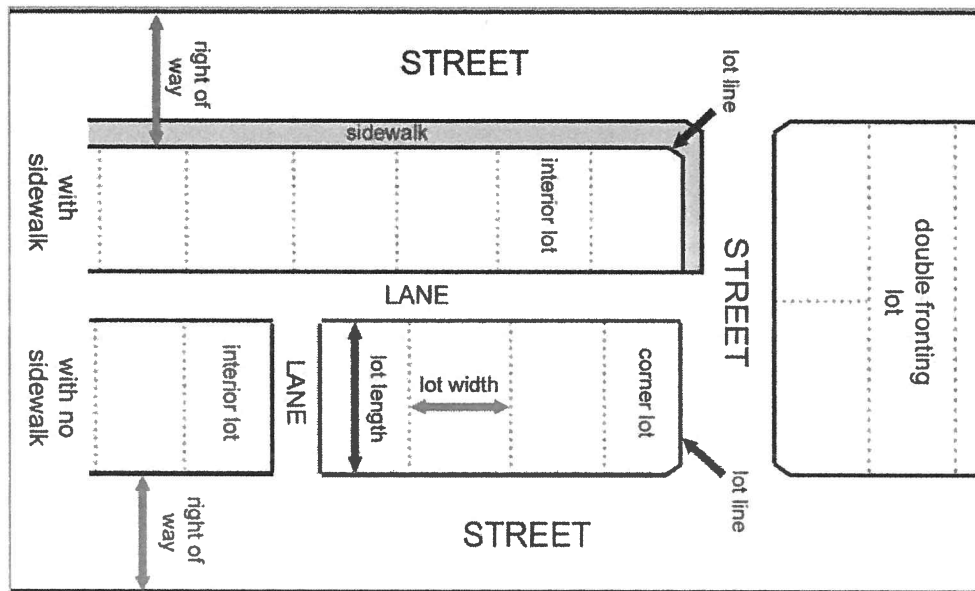 right of
way
STREET
lot line
sidewalk
with
sidewalk
interior lot
STREET
double fronting
lot
LANE
with no
sidewalk
interior lot
LANE
lot length
lot width
corner lot
lot line
right of
way
STREET